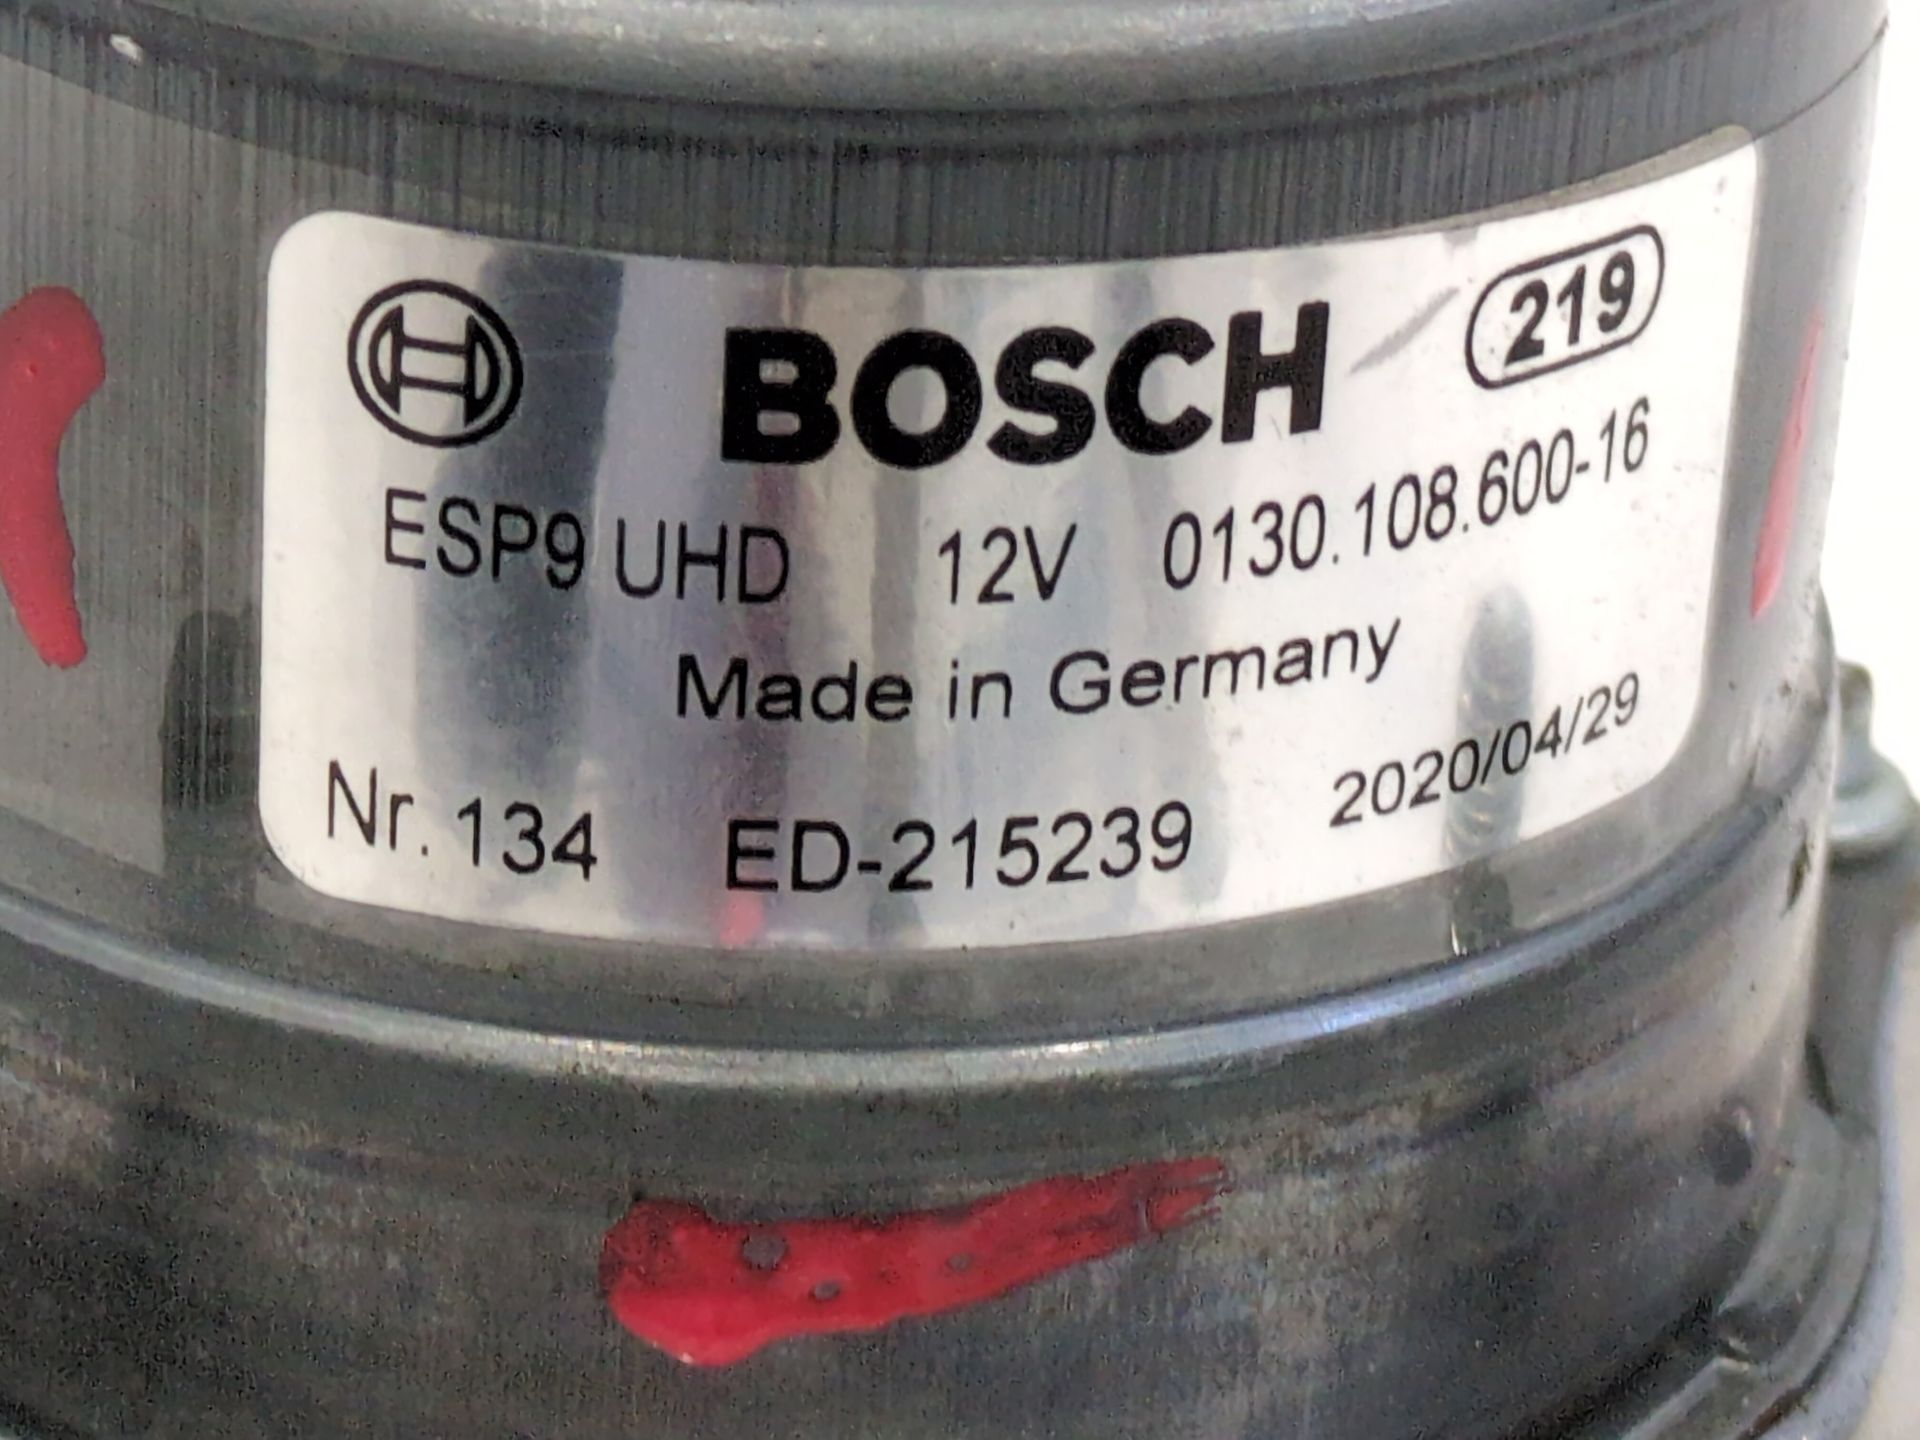 BOSCH 219
ESP9 UHD 12V 0130.108.600-16
Made in Germany
Nr. 134 ED-215239 2020/04/29